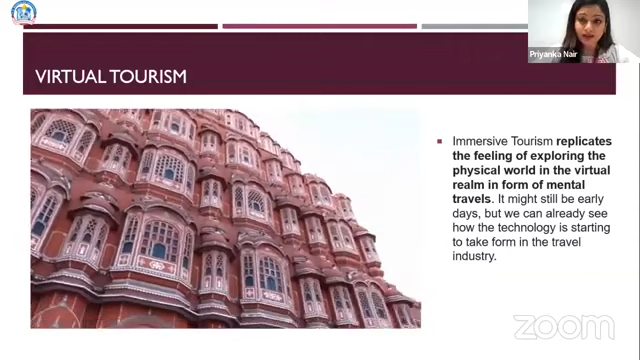 Priyanka Nair
VIRTUAL TOURISM
Immersive Tourism replicates
the feeling of exploring the
physical world in the virtual
realm in form of mental
travels. It might still be early
days, but we can already see
how the technology is starting
to take form in the travel
industry.
zoom